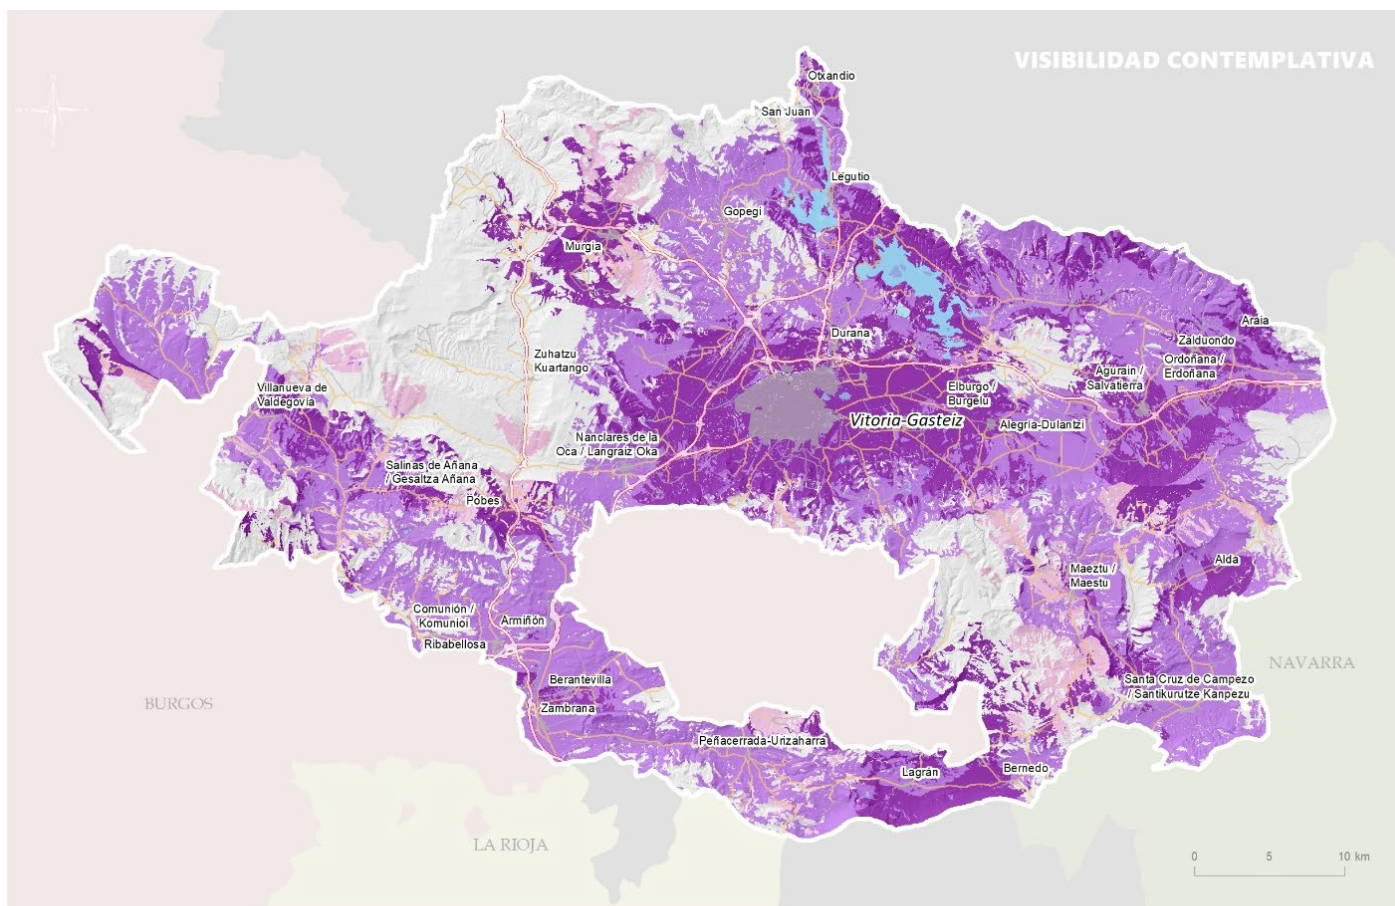 VISIBILIDAD CONTEMPLATIVA
Otxandio
San Juan
Legutio
Gopegi
Murgia
Araia
Durana
Zalduondo
Zuhatzu
Kuartango
Ordoñana /
Erdoñana
Agurain /
Salvatierra
Villanueva de
Valdegovía
Elburgo /
Burgelu
Vitoria-Gasteiz
Alegría-Dulantzi
Nanclares de la
Oca / Langraiz Oka
Salinas de Añana
/ Gesaltza Añana
Pobes
Alda
Maeztu /
Maestu
Comunión /
Komunioi
Armiñón
Ribabellosa
NAVARRA
Berantevilla
Santa Cruz de Campezo
/ Santikurutze Kanpezu
BURGOS
Zambrana
Peñacerrada-Urizaharra
Lagrán
Bernedo
LA RIOJA
0 5 10 km